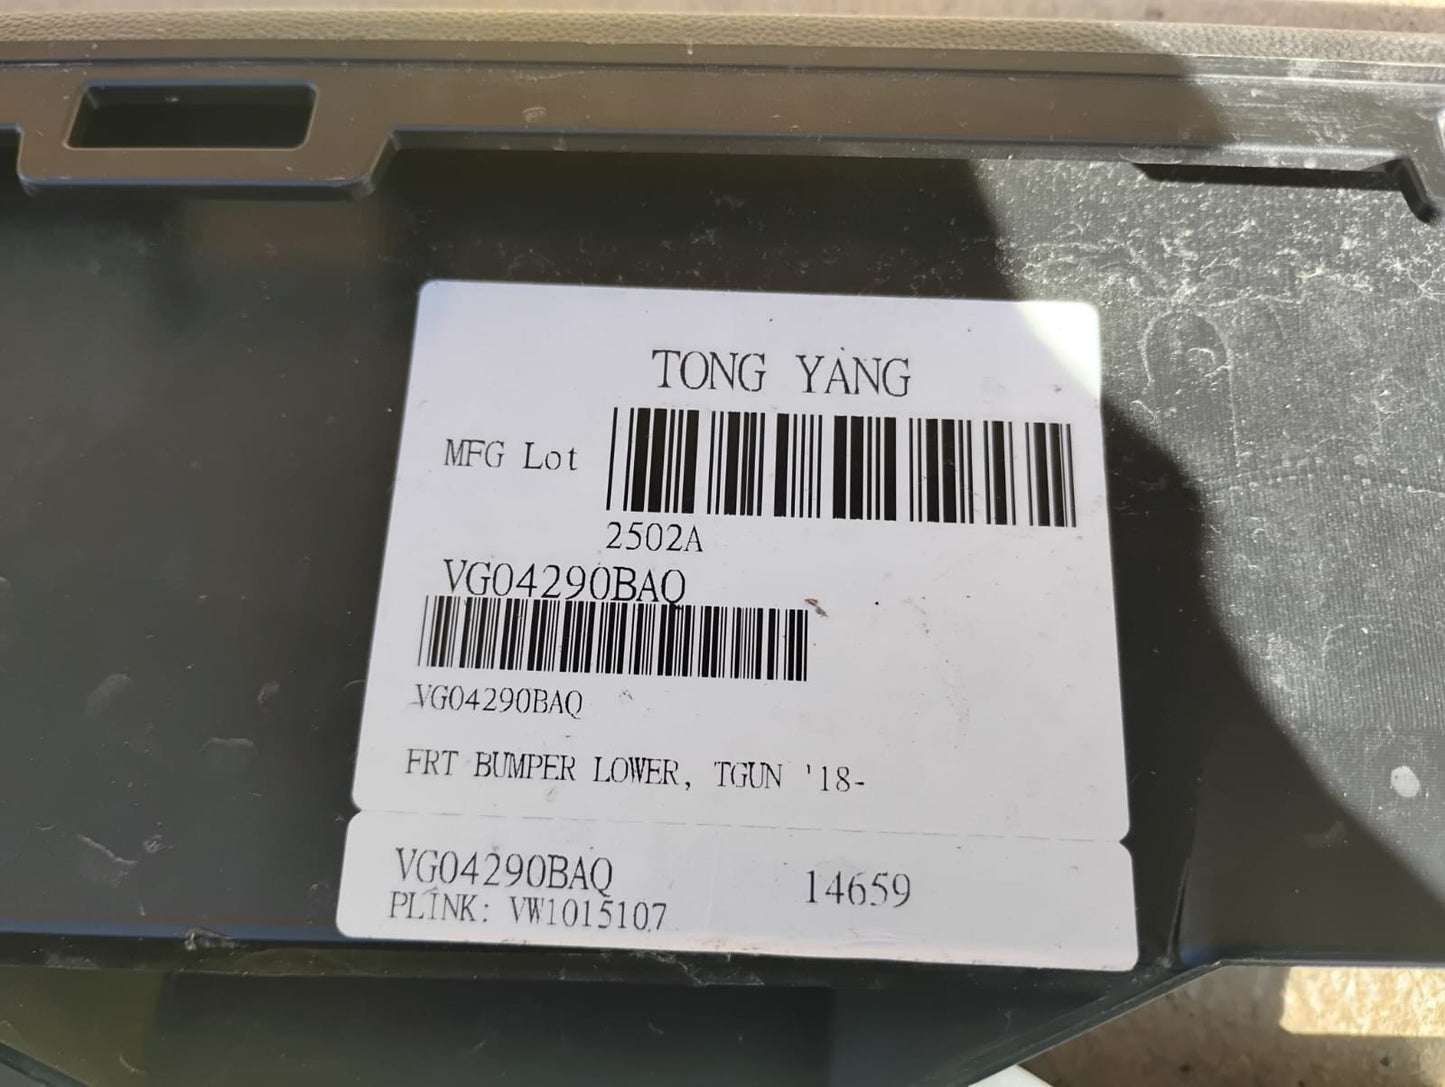 TONG YANG
MFG Lot
2502A
VG04290BAQ
VG04290BAQ
FRT BUMPER LOWER, TGUN '18-
VG04290BAQ 14659
PLINK: VW1015107